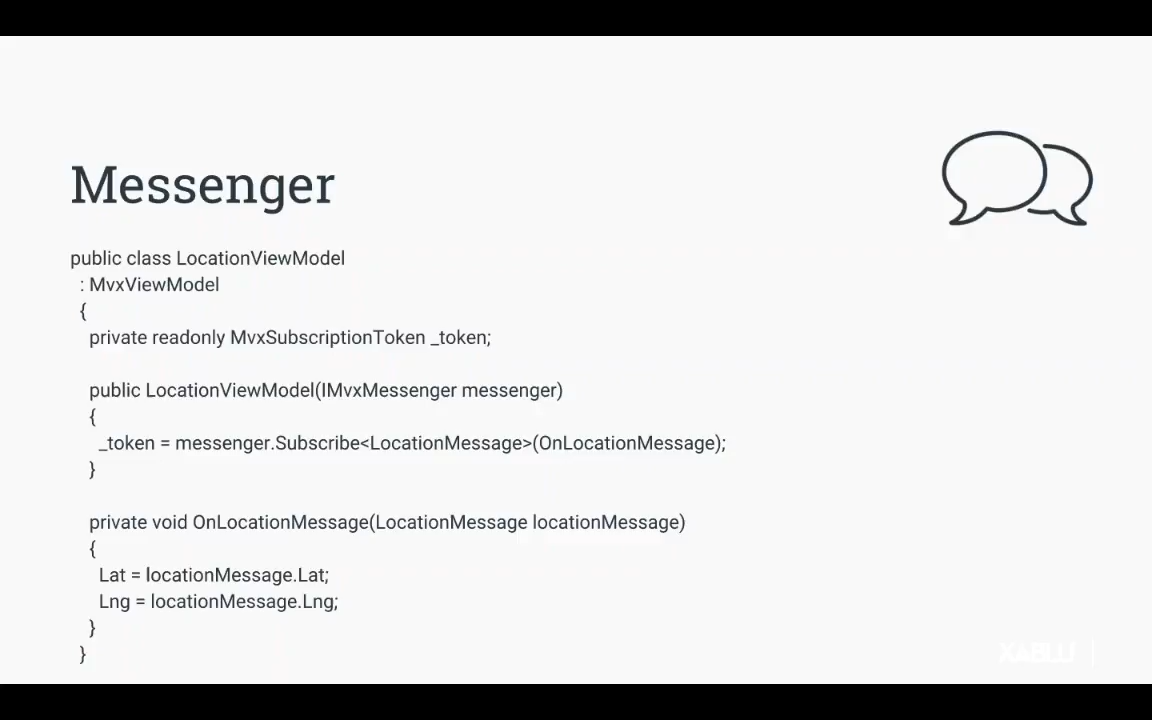 Messenger
public class LocationViewModel
: MvxViewModel
{
private readonly MvxSubscriptionToken _token;
public LocationViewModel(IMvxMessenger messenger)
{
_token = messenger.Subscribe<LocationMessage>(OnLocationMessage);
}
private void OnLocationMessage(LocationMessage locationMessage)
{
Lat = locationMessage.Lat;
Lng = locationMessage.Lng;
}
}